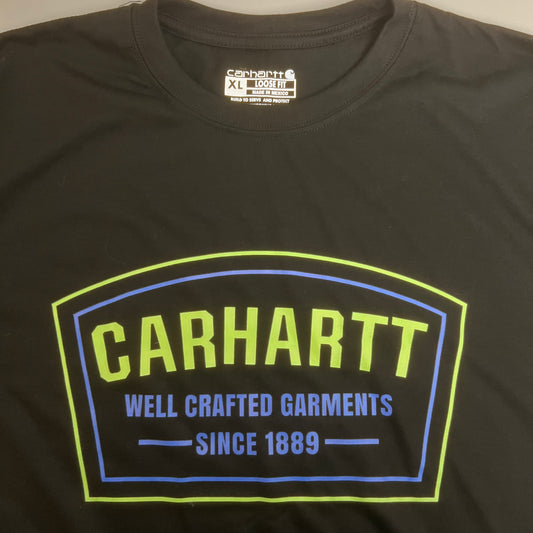 carhartt
XL LOOSE FIT
MADE IN MEXICO
BUILD TO SERVE AND PROTECT
CARHARTT
WELL CRAFTED GARMENTS
SINCE 1889